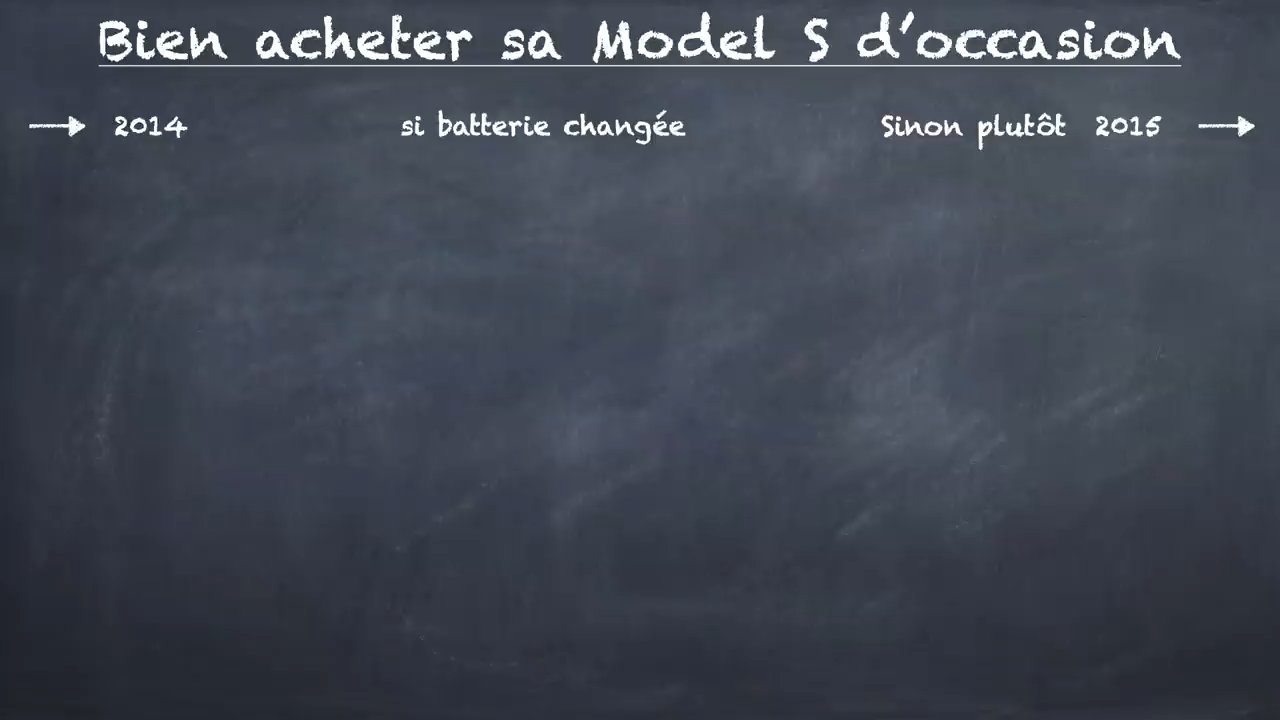 Bien acheter sa Model S d'occasion
→ 2014 si batterie changée Sinon plutôt 2015 →